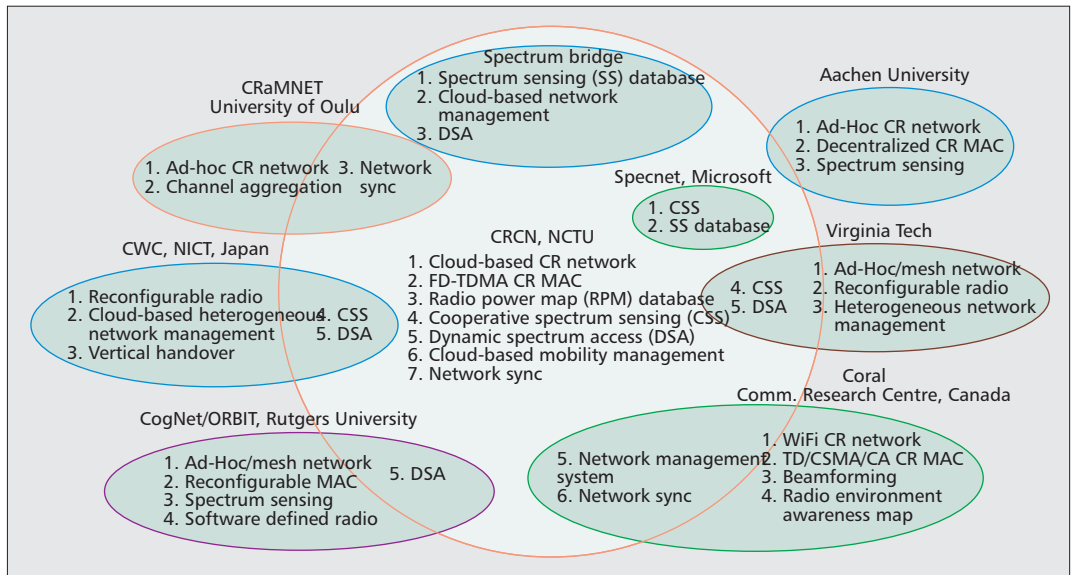 Spectrum bridge
1. Spectrum sensing (SS) database
2. Cloud-based network
management
3. DSA
CRaMNET
University of Oulu
1. Ad-hoc CR network
2. Channel aggregation
3. Network
sync
Aachen University
1. Ad-Hoc CR network
2. Decentralized CR MAC
3. Spectrum sensing
Specnet, Microsoft
1. CSS
2. SS database
CWC, NICT, Japan
1. Reconfigurable radio
2. Cloud-based heterogeneous
network management
3. Vertical handover
4. CSS
5. DSA
CRCN, NCTU
1. Cloud-based CR network
2. FD-TDMA CR MAC
3. Radio power map (RPM) database
4. Cooperative spectrum sensing (CSS)
5. Dynamic spectrum access (DSA)
6. Cloud-based mobility management
7. Network sync
Virginia Tech
1. Ad-Hoc/mesh network
2. Reconfigurable radio
3. Heterogeneous network
management
4. CSS
5. DSA
CogNet/ORBIT, Rutgers University
1. Ad-Hoc/mesh network
2. Reconfigurable MAC
3. Spectrum sensing
4. Software defined radio
5. DSA
Coral
Comm. Research Centre, Canada
1. WiFi CR network
2. TD/CSMA/CA CR MAC
3. Beamforming
4. Radio environment
awareness map
5. Network management
system
6. Network sync